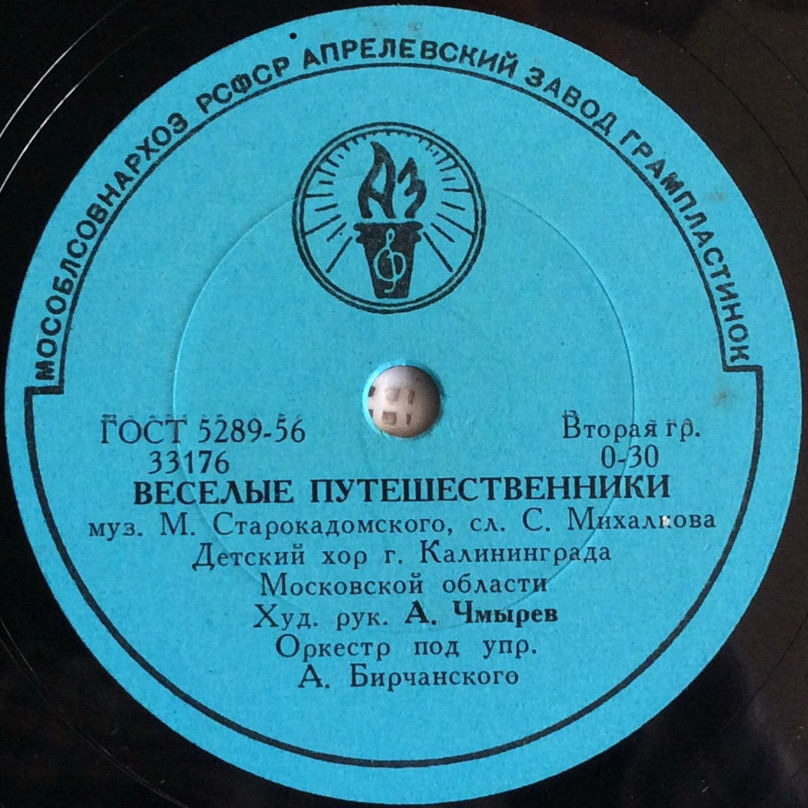 МОСОБЛСОВНАРХОЗ РСФСР АПРЕЛЕВСКИЙ ЗАВОД ГРАМПЛАСТИНОК
АЗ
ГОСТ 5289-56 Вторая гр.
33176 0-30
ВЕСЕЛЫЕ ПУТЕШЕСТВЕННИКИ
муз. М. Старокадомского, сл. С. Михалкова
Детский хор г. Калининграда
Московской области
Худ. рук. А. Чмырев
Оркестр под упр.
А. Бирчанского